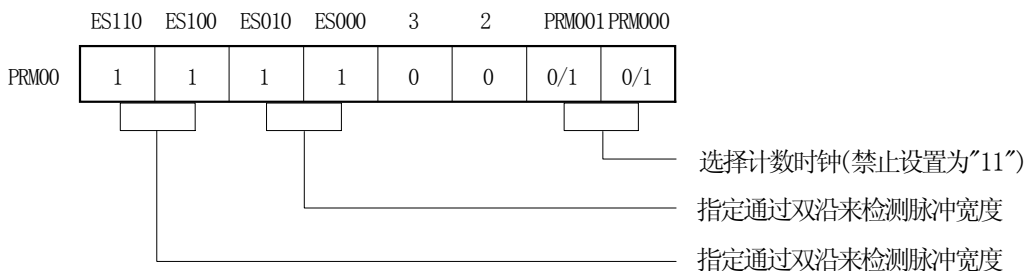 ES110 ES100 ES010 ES000 3 2 PRM001 PRM000
PRM00 1 1 1 1 0 0 0/1 0/1
选择计数时钟(禁止设置为"11")
指定通过双沿来检测脉冲宽度
指定通过双沿来检测脉冲宽度